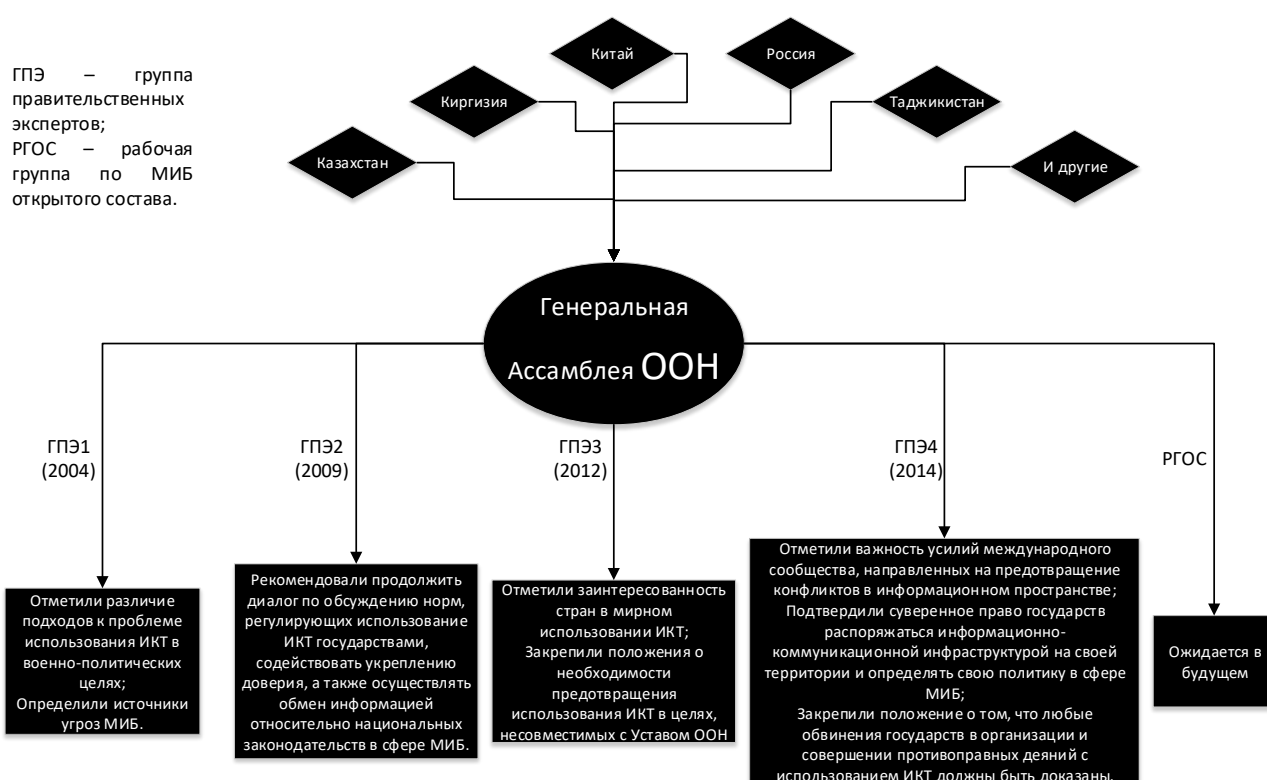 ГПЭ – группа
правительственных
экспертов;
РГОС – рабочая
группа по МИБ
открытого состава.
Китай
Россия
Киргизия
Таджикистан
Казахстан
И другие
Генеральная
Ассамблея ООН
ГПЭ1
(2004)
ГПЭ2
(2009)
ГПЭ3
(2012)
ГПЭ4
(2014)
РГОС
Отметили различие
подходов к проблеме
использования ИКТ в
военно-политических
целях;
Определили источники
угроз МИБ.
Рекомендовали продолжить
диалог по обсуждению норм,
регулирующих использование
ИКТ государствами,
содействовать укреплению
доверия, а также осуществлять
обмен информацией
относительно национальных
законодательств в сфере МИБ.
Отметили заинтересованность
стран в мирном
использовании ИКТ;
Закрепили положения о
необходимости
предотвращения
использования ИКТ в целях,
несовместимых с Уставом ООН
Отметили важность усилий международного
сообщества, направленных на предотвращение
конфликтов в информационном пространстве;
Подтвердили суверенное право государств
распоряжаться информационно-
коммуникационной инфраструктурой на своей
территории и определять свою политику в сфере
МИБ;
Закрепили положение о том, что любые
обвинения государств в организации и
совершении противоправных деяний с
использованием ИКТ должны быть доказаны.
Ожидается в
будущем